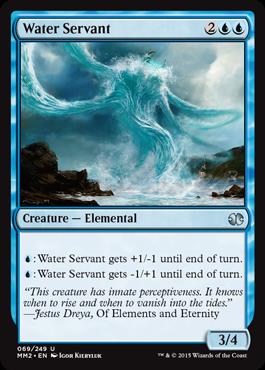 Water Servant 2
Creature — Elemental
: Water Servant gets +1/-1 until end of turn.
: Water Servant gets -1/+1 until end of turn.
“This creature has innate perceptiveness. It knows
when to rise and when to vanish into the tides.”
—Jestus Dreya, Of Elements and Eternity
3/4
069/249 U
MM2 • EN Igor Kieryluk ™ & © 2015 Wizards of the Coast